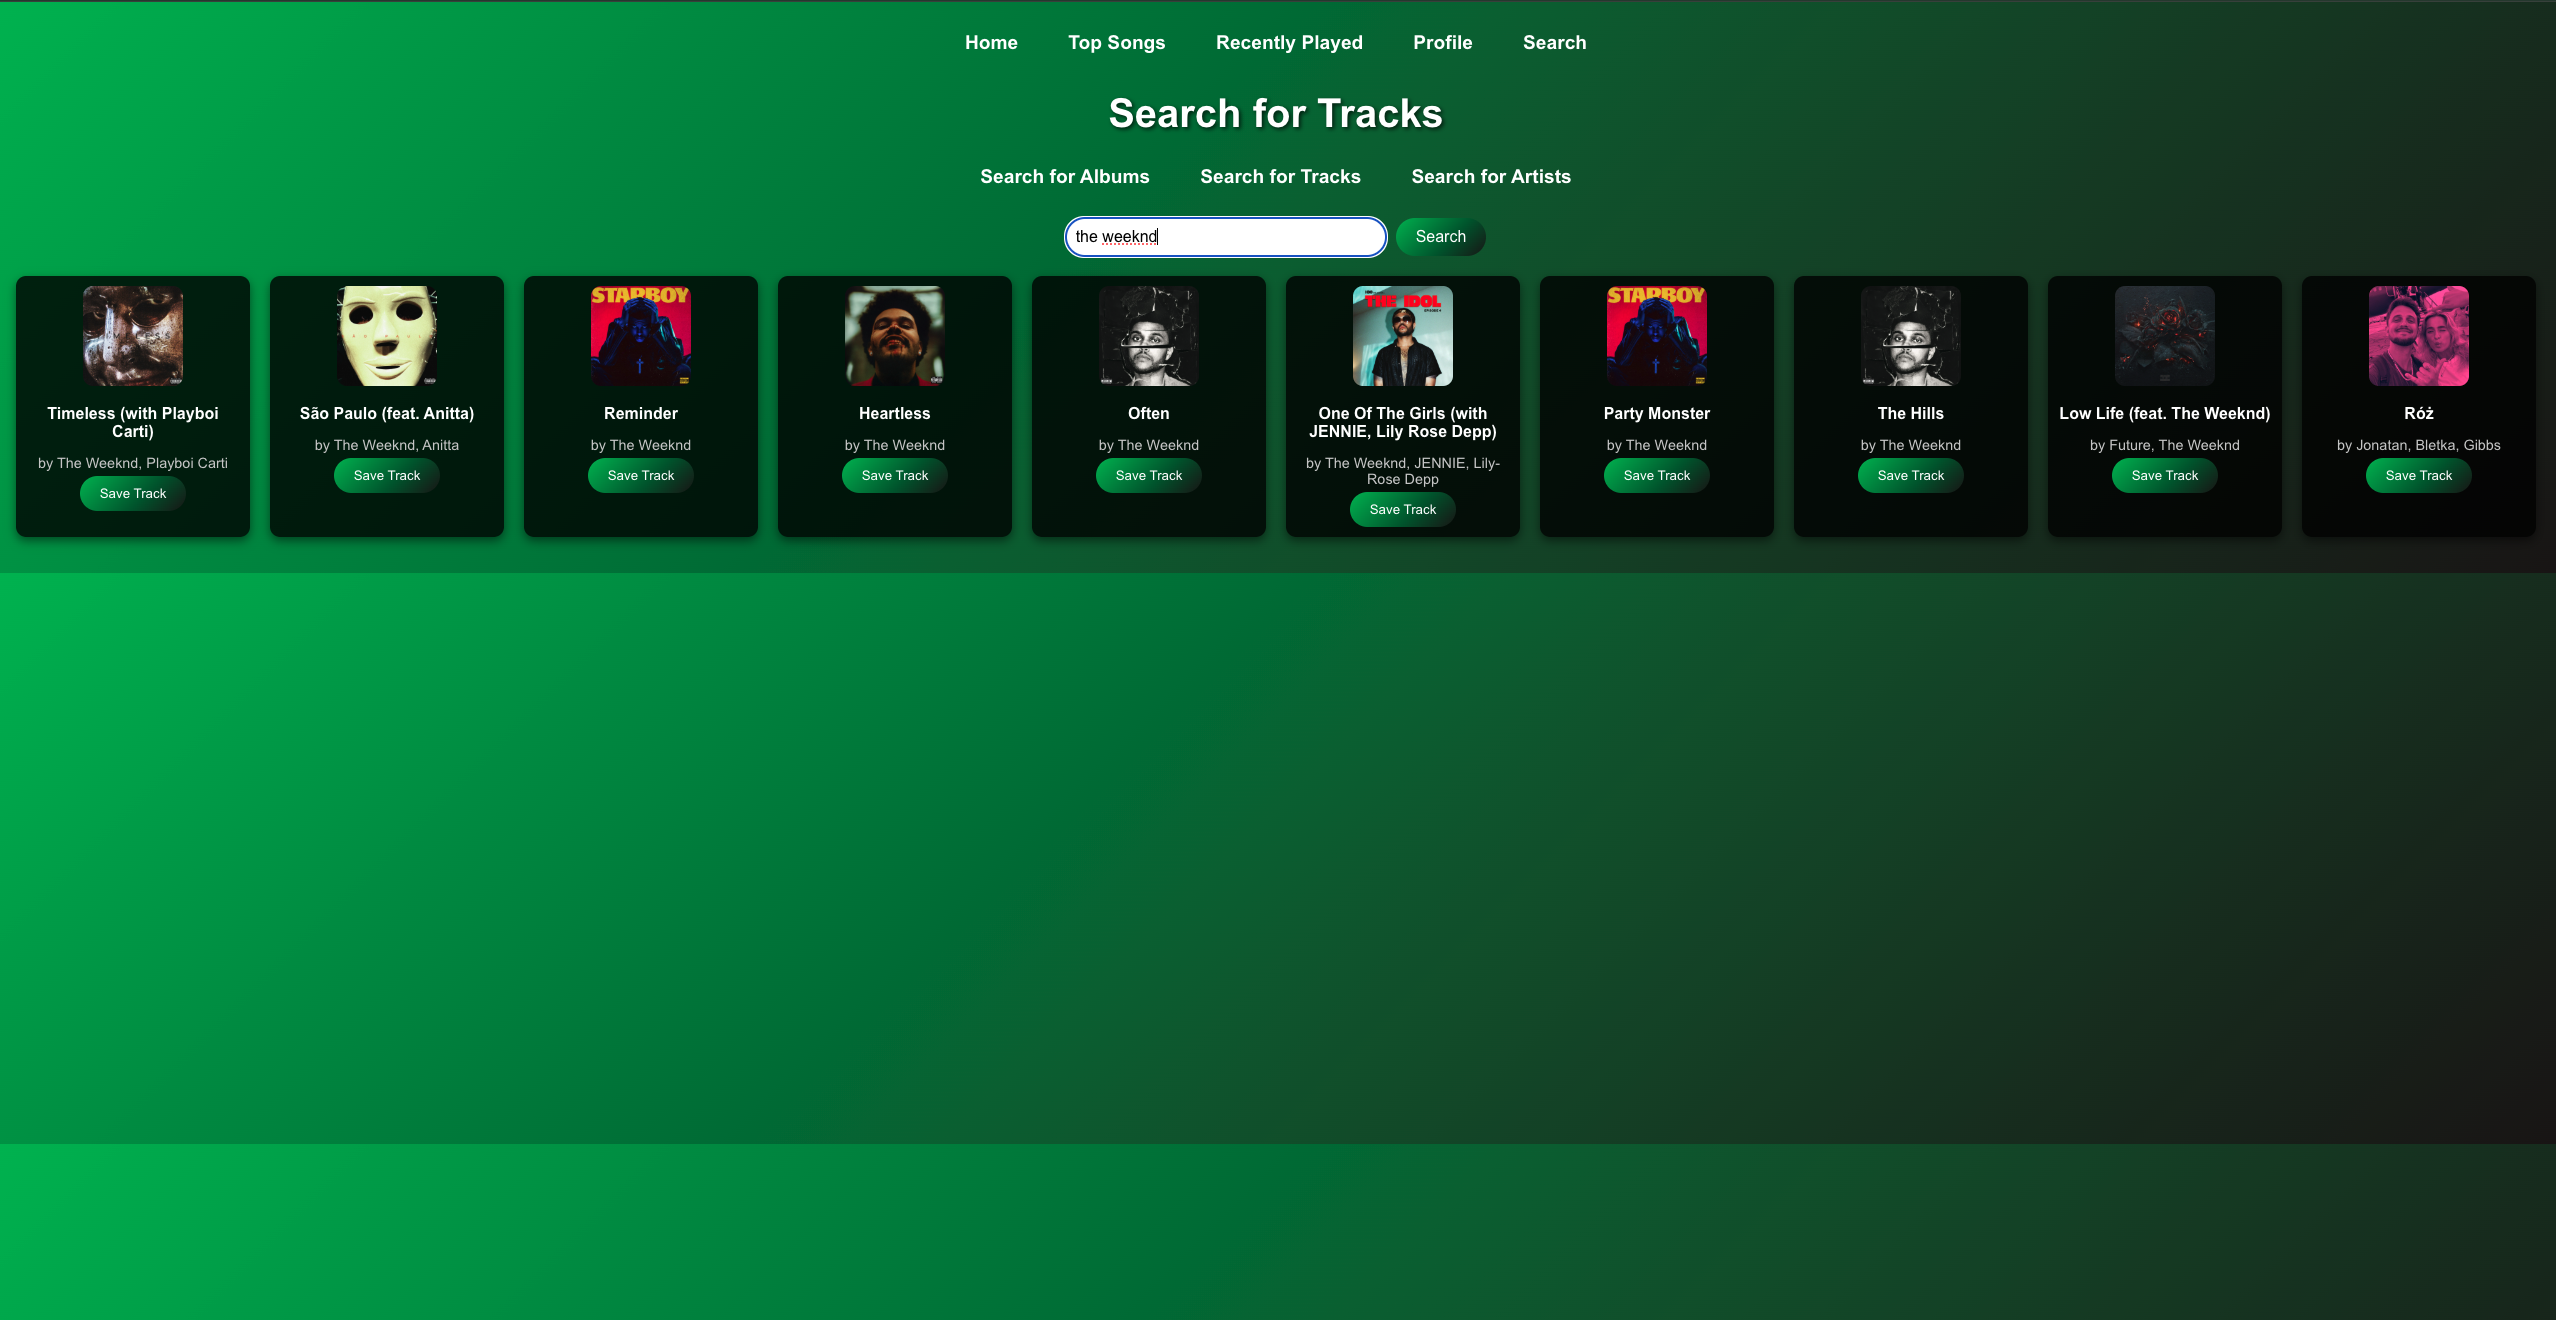 Home Top Songs Recently Played Profile Search
Search for Tracks
Search for Albums Search for Tracks Search for Artists
the weeknd Search
STARBOY
THE IDOL
EPISODE 4
STARBOY
Timeless (with Playboi
Carti)
by The Weeknd, Playboi Carti
Save Track
São Paulo (feat. Anitta)
by The Weeknd, Anitta
Save Track
Reminder
by The Weeknd
Save Track
Heartless
by The Weeknd
Save Track
Often
by The Weeknd
Save Track
One Of The Girls (with
JENNIE, Lily Rose Depp)
by The Weeknd, JENNIE, Lily-
Rose Depp
Save Track
Party Monster
by The Weeknd
Save Track
The Hills
by The Weeknd
Save Track
Low Life (feat. The Weeknd)
by Future, The Weeknd
Save Track
Róż
by Jonatan, Bletka, Gibbs
Save Track